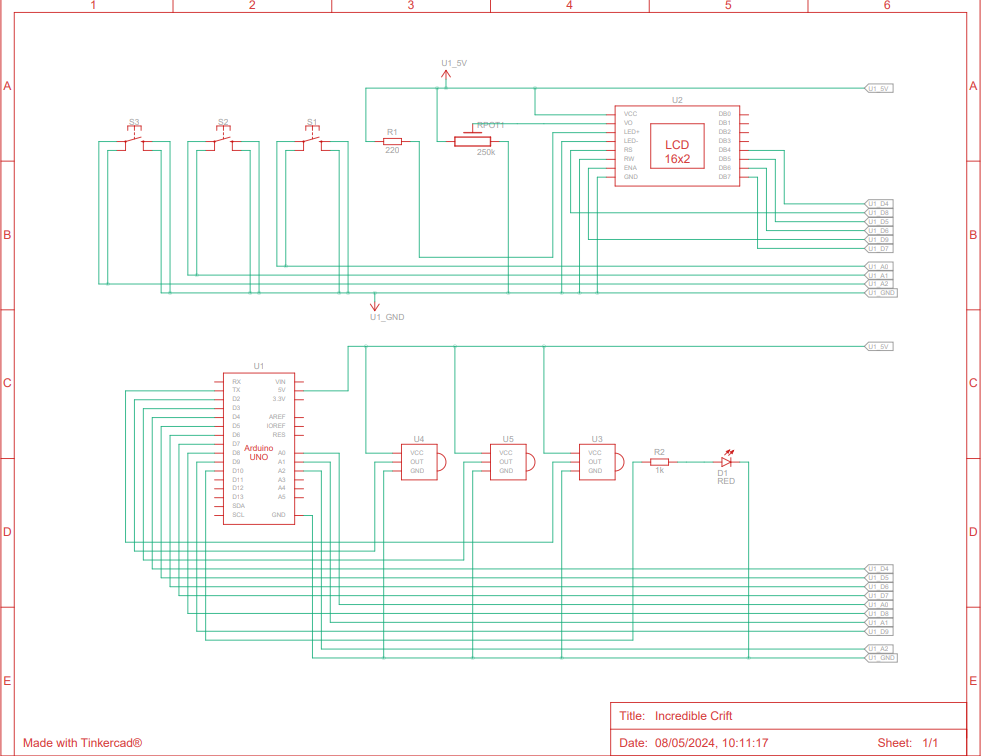 1 2 3 4 5 6
A A
U1_5V
U1_5V
S3 S2 S1
R1
220
RPOT1
250k
U2
LCD
16x2
VCC DB0
VO DB1
LED+ DB2
LED- DB3
RS DB4
RW DB5
ENA DB6
GND DB7
B B
U1_D4
U1_D8
U1_D5
U1_D6
U1_D9
U1_D7
U1_A0
U1_A1
U1_A2
U1_GND
U1_GND
U1_5V
C C
U1
RX VIN
TX 5V
D2 3.3V
D3
D4 AREF
D5 IOREF
D6 RES
D7
Arduino
UNO
D8 A0
D9 A1
D10 A2
D11 A3
D12 A4
D13 A5
SDA
SCL GND
U4 U5 U3
VCC VCC VCC
OUT OUT OUT
GND GND GND
R2
1k
D1
RED
D D
U1_D4
U1_D5
U1_D6
U1_D7
U1_A0
U1_D8
U1_A1
U1_D9
U1_A2
U1_GND
E E
Title: Incredible Crift
Made with Tinkercad®
Date: 08/05/2024, 10:11:17 Sheet: 1/1